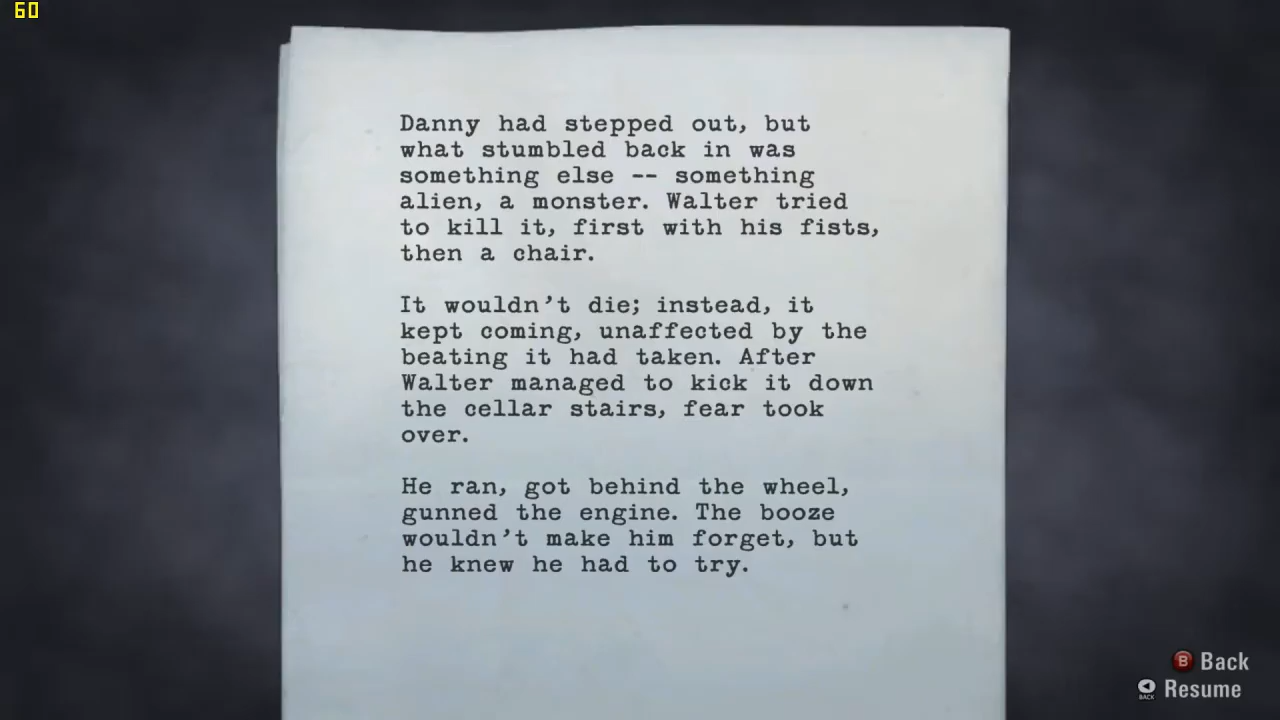 60
Danny had stepped out, but
what stumbled back in was
something else -- something
alien, a monster. Walter tried
to kill it, first with his fists,
then a chair.
It wouldn't die; instead, it
kept coming, unaffected by the
beating it had taken. After
Walter managed to kick it down
the cellar stairs, fear took
over.
He ran, got behind the wheel,
gunned the engine. The booze
wouldn't make him forget, but
he knew he had to try.
B Back
BACK Resume